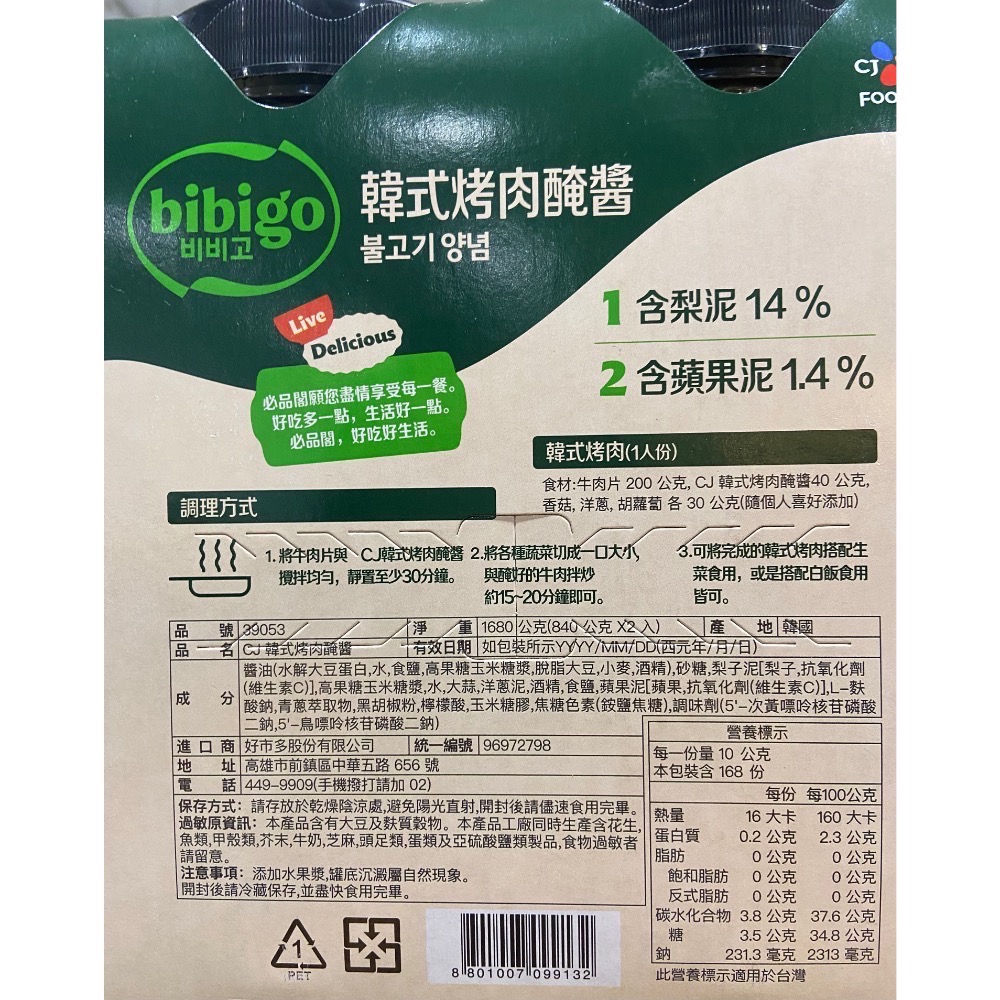 CJ
FOO
bibigo
비비고
韓式烤肉醃醬
불고기 양념
Live
Delicious
必品閣願您盡情享受每一餐。
好吃多一點，生活好一點。
必品閣，好吃好生活。
1 含梨泥 14 %
2 含蘋果泥 1.4 %
韓式烤肉(1人份)
食材:牛肉片 200 公克, CJ 韓式烤肉醃醬40 公克,
香菇, 洋蔥, 胡蘿蔔 各 30 公克(隨個人喜好添加)
調理方式
1. 將牛肉片與 CJ韓式烤肉醃醬
攪拌均勻，靜置至少30分鐘。
2.將各種蔬菜切成一口大小,
與醃好的牛肉拌炒
約15~20分鐘即可。
3.可將完成的韓式烤肉搭配生
菜食用，或是搭配白飯食用
皆可。
品 號 39053 淨 重 1680 公克(840 公克 X2 入) 產 地 韓國
品 名 CJ 韓式烤肉醃醬 有效日期 如包裝所示YYYY/MM/DD(西元年/月/日)
成 分 醬油(水解大豆蛋白,水,食鹽,高果糖玉米糖漿,脫脂大豆,小麥,酒精),砂糖,梨子泥[梨子,抗氧化劑
(維生素C)],高果糖玉米糖漿,水,大蒜,洋蔥泥,酒精,食鹽,蘋果泥[蘋果,抗氧化劑(維生素C)],L-麩
酸鈉,青蔥萃取物,黑胡椒粉,檸檬酸,玉米糖膠,焦糖色素(銨鹽焦糖),調味劑(5'-次黃嘌呤核苷磷酸
二鈉,5'-鳥嘌呤核苷磷酸二鈉)
進 口 商 好市多股份有限公司 統一編號 96972798
地 址 高雄市前鎮區中華五路 656 號
電 話 449-9909(手機撥打請加 02)
保存方式：請存放於乾燥陰涼處,避免陽光直射,開封後請儘速食用完畢。
過敏原資訊：本產品含有大豆及麩質穀物。本產品工廠同時生產含花生,
魚類,甲殼類,芥末,牛奶,芝麻,頭足類,蛋類及亞硫酸鹽類製品,食物過敏者
請留意。
注意事項：添加水果漿,罐底沉澱屬自然現象。
開封後請冷藏保存,並盡快食用完畢。
營養標示
每一份量 10 公克
本包裝含 168 份
每份 每100公克
熱量 16 大卡 160 大卡
蛋白質 0.2 公克 2.3 公克
脂肪 0 公克 0 公克
飽和脂肪 0 公克 0 公克
反式脂肪 0 公克 0 公克
碳水化合物 3.8 公克 37.6 公克
糖 3.5 公克 34.8 公克
鈉 231.3 毫克 2313 毫克
此營養標示適用於台灣
1
PET
8 801007 099132